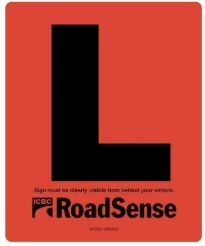 L
Sign must be clearly visible from behind your vehicle.
ICBC
RoadSense